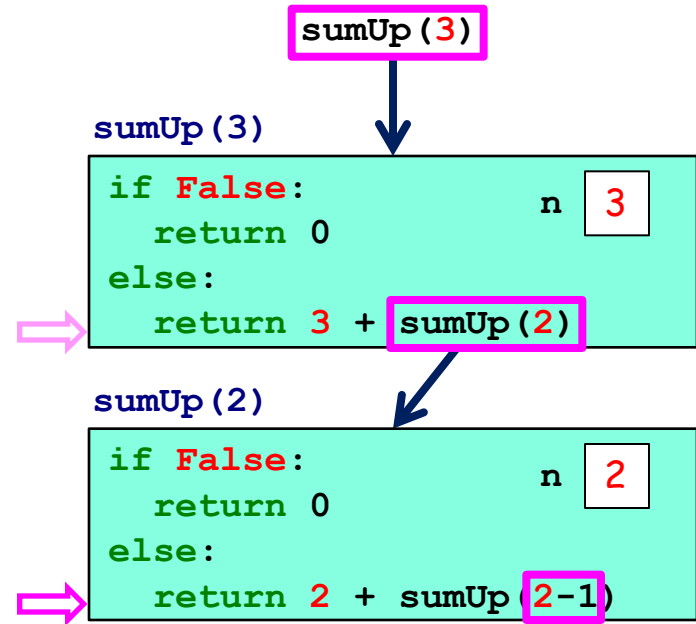 sumUp(3)
sumUp(3)
if False:
n 3
return 0
else:
return 3 + sumUp(2)
sumUp(2)
if False:
n 2
return 0
else:
return 2 + sumUp(2-1)